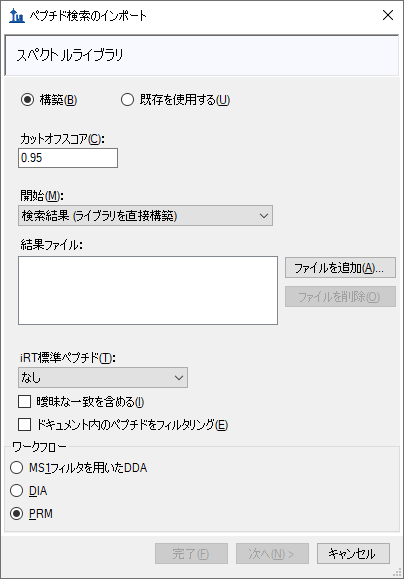 ペプチド検索のインポート
スペクトルライブラリ
構築(B)
既存を使用する(U)
カットオフスコア(C):
0.95
開始(M):
検索結果 (ライブラリを直接構築)
結果ファイル:
ファイルを追加(A)...
ファイルを削除(O)
iRT標準ペプチド(T):
なし
曖昧な一致を含める(I)
ドキュメント内のペプチドをフィルタリング(E)
ワークフロー
MS1フィルタを用いたDDA
DIA
PRM
完了(F)
次へ(N) >
キャンセル